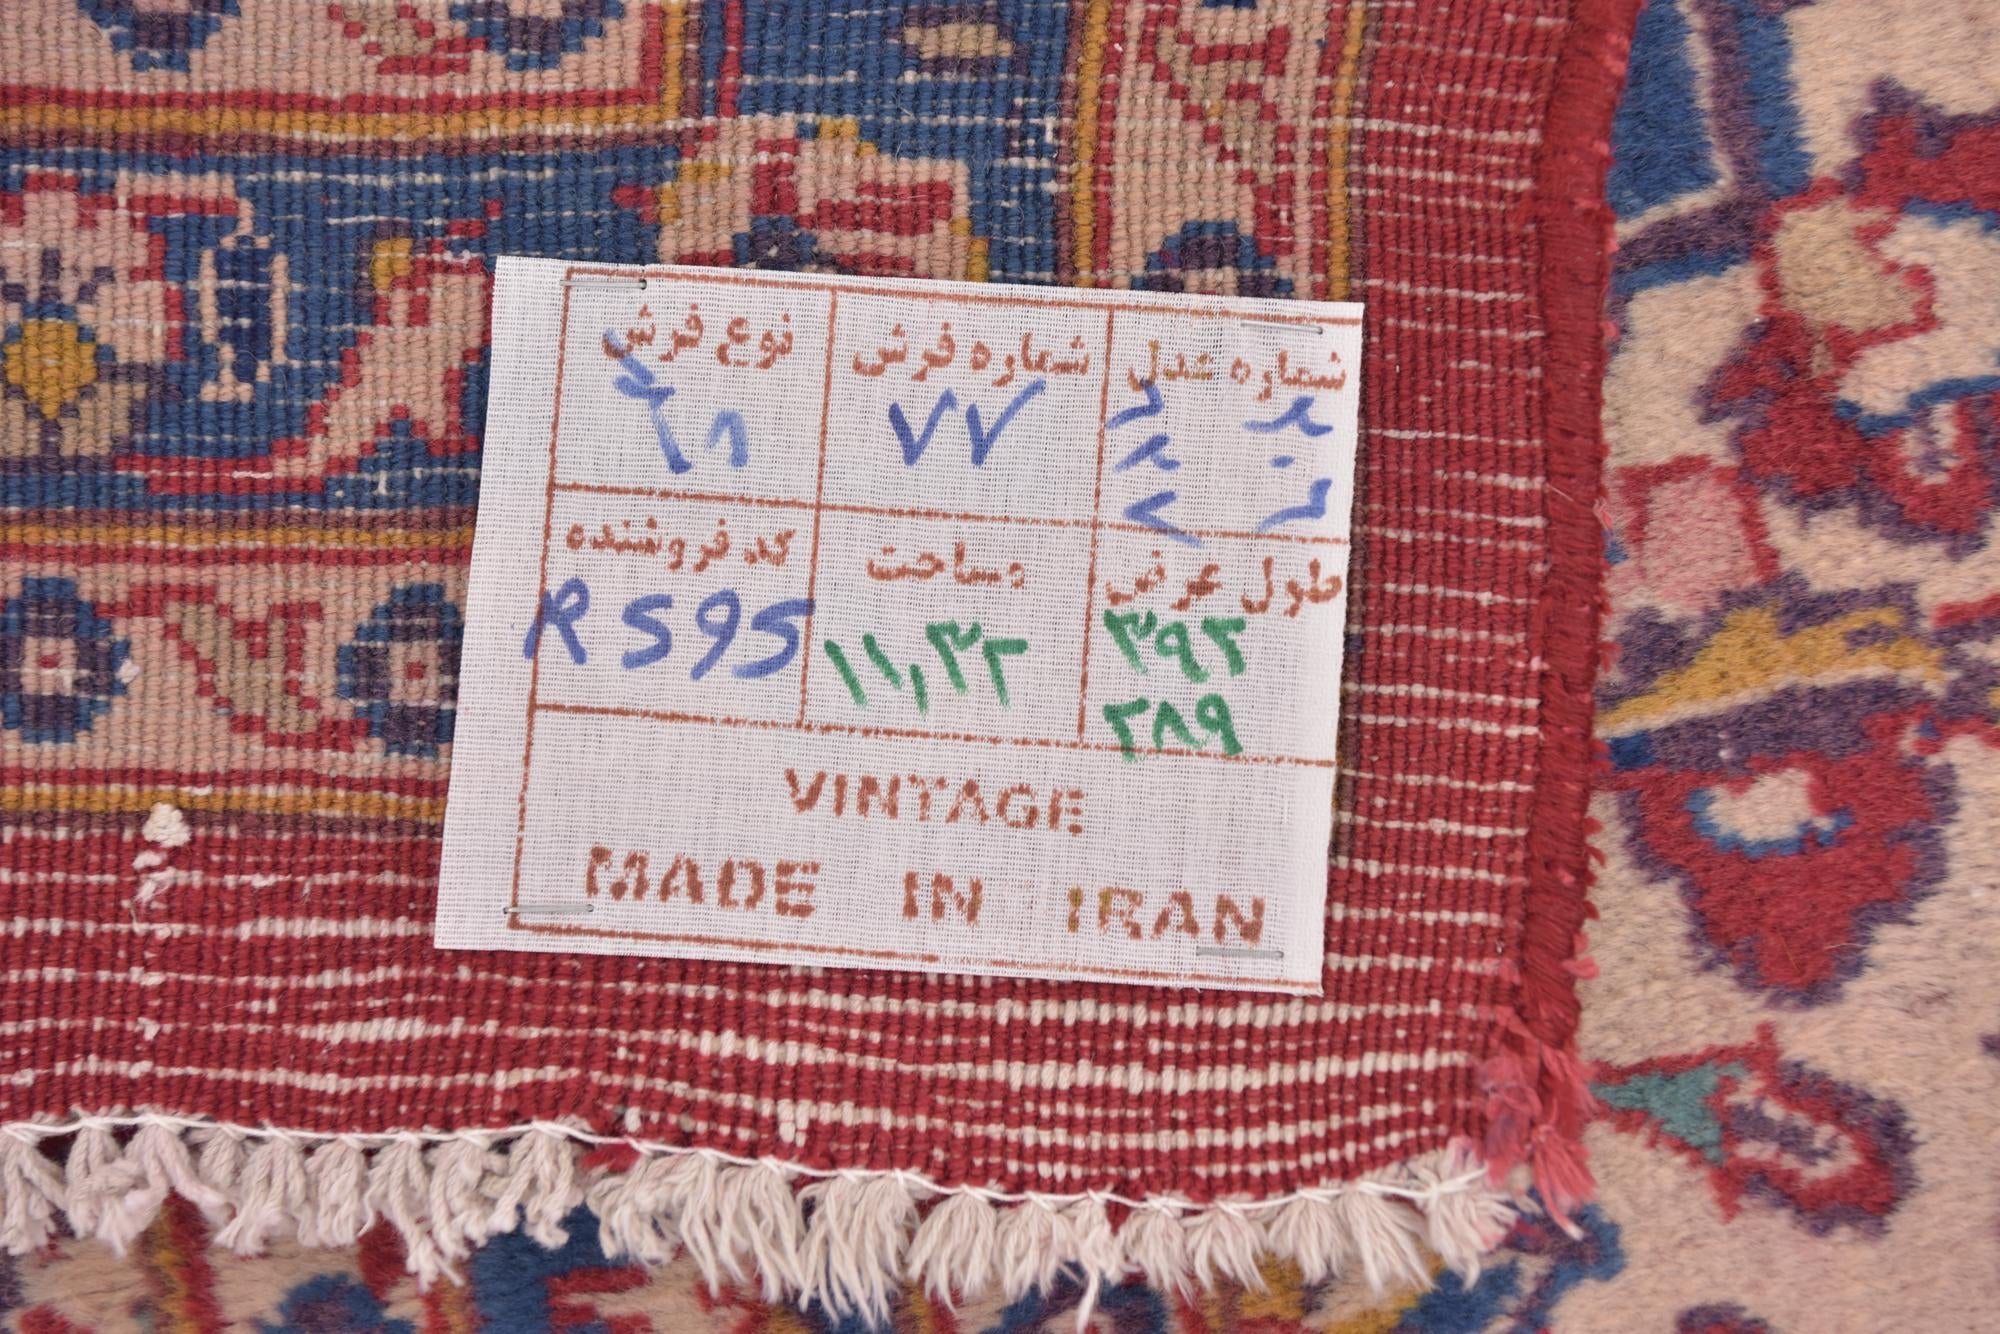 شماره عدل شماره فرش نوع فرش
۷۷
طول عرض مساحت کد فروشنده
۳۹۲ ۱۱,۳۲ RS95
۲۸۹
VINTAGE
MADE IN IRAN